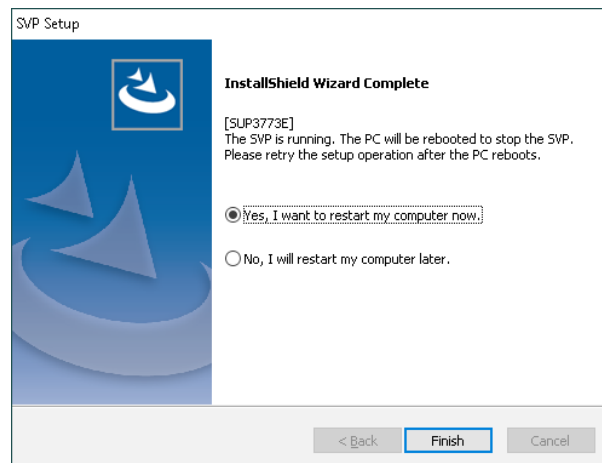 SVP Setup
InstallShield Wizard Complete
[SUP3773E]
The SVP is running. The PC will be rebooted to stop the SVP.
Please retry the setup operation after the PC reboots.
Yes, I want to restart my computer now.
No, I will restart my computer later.
< Back
Finish
Cancel